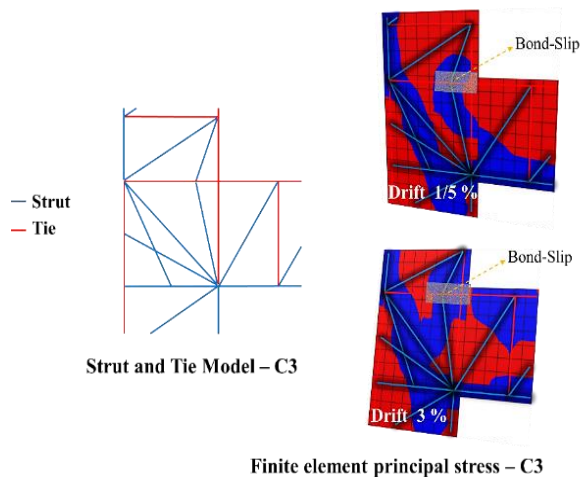 Bond-Slip
Drift 1/5 %
Strut
Tie
Bond-Slip
Strut and Tie Model – C3
Drift 3 %
Finite element principal stress – C3